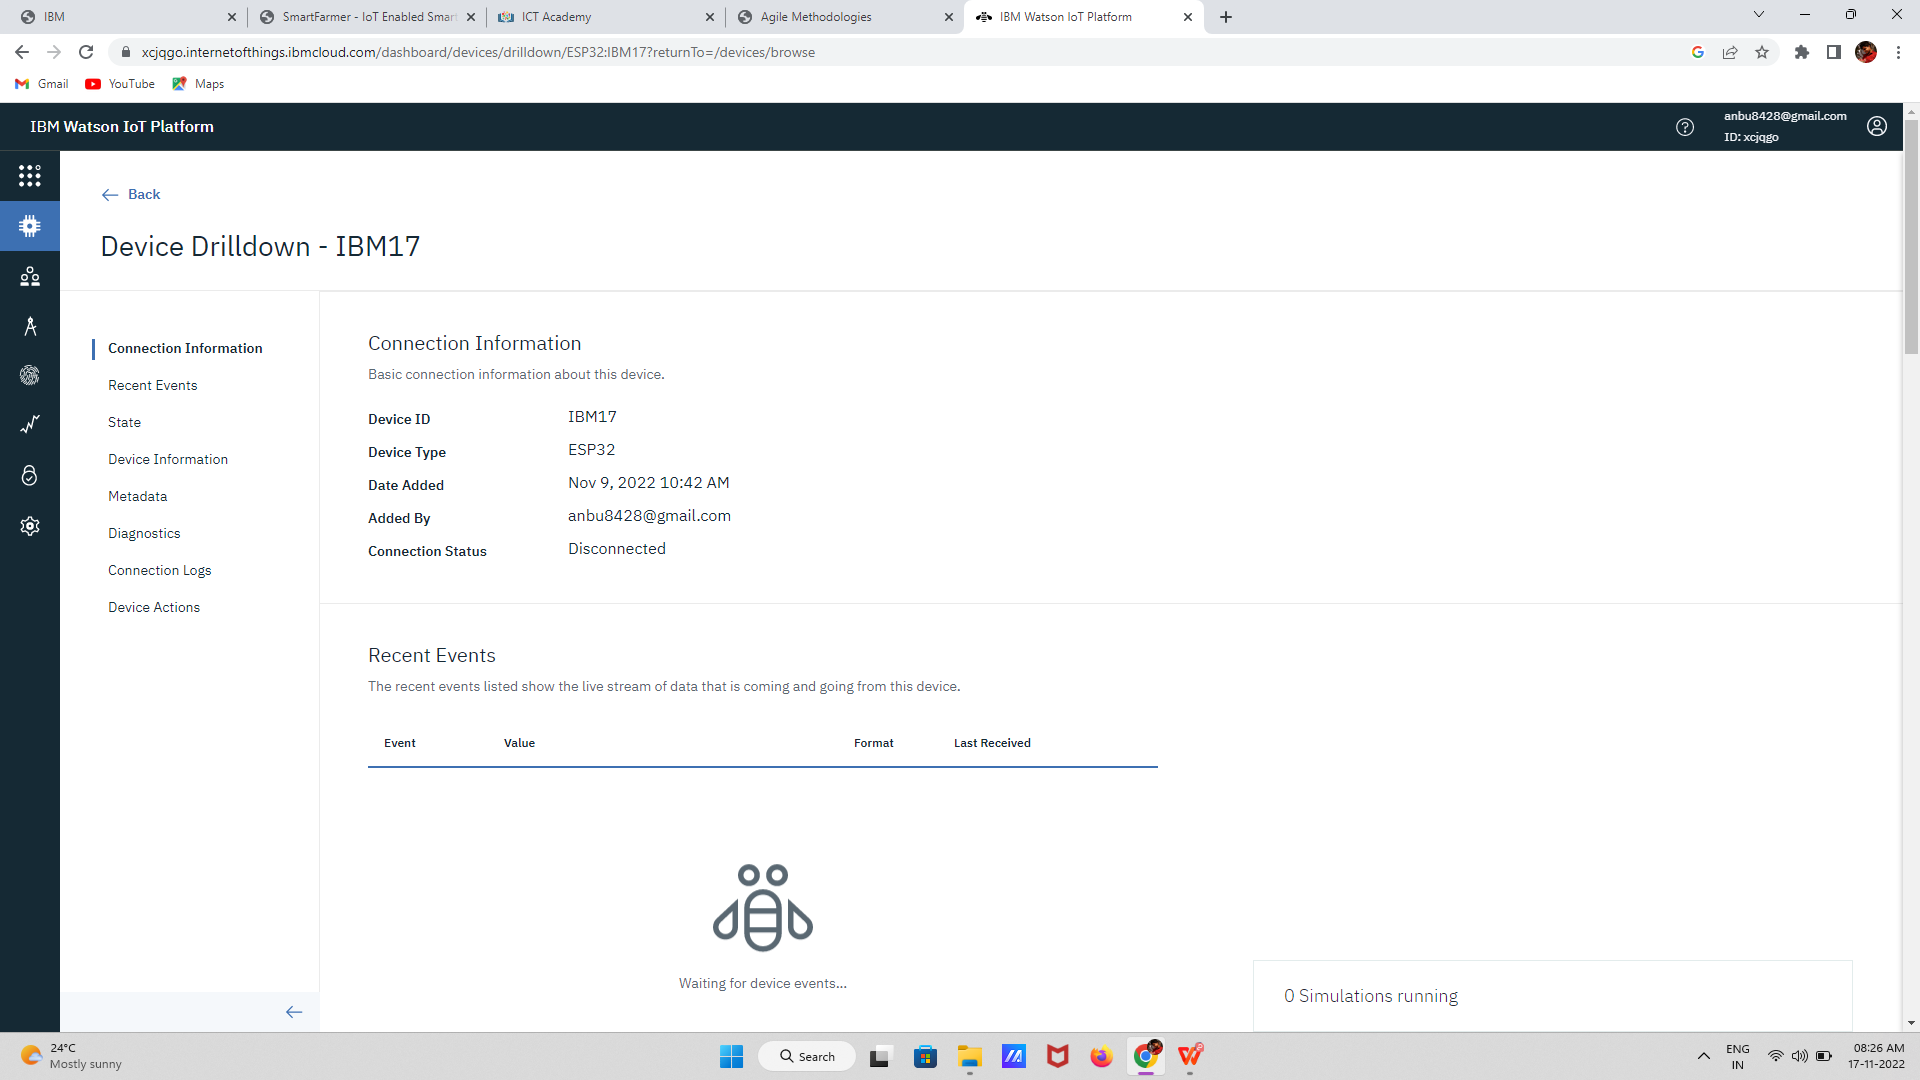 IBM
SmartFarmer - IoT Enabled Smart
ICT Academy
Agile Methodologies
IBM Watson IoT Platform
xcjqgo.internetofthings.ibmcloud.com/dashboard/devices/drilldown/ESP32:IBM17?returnTo=/devices/browse
Gmail
YouTube
Maps
IBM Watson IoT Platform
anbu8428@gmail.com
ID: xcjqgo
Back
Device Drilldown - IBM17
Connection Information
Recent Events
State
Device Information
Metadata
Diagnostics
Connection Logs
Device Actions
Connection Information
Basic connection information about this device.
Device ID IBM17
Device Type ESP32
Date Added Nov 9, 2022 10:42 AM
Added By anbu8428@gmail.com
Connection Status Disconnected
Recent Events
The recent events listed show the live stream of data that is coming and going from this device.
Event Value Format Last Received
Waiting for device events...
0 Simulations running
24°C
Mostly sunny
Search
ENG
IN
08:26 AM
17-11-2022